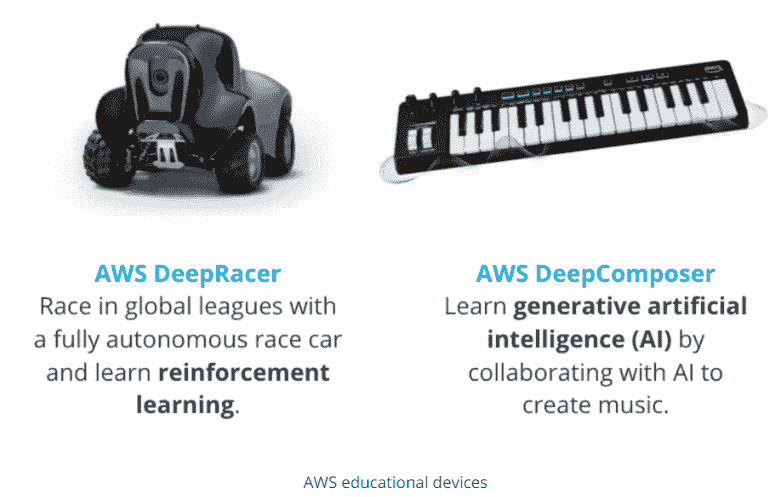 AWS DeepRacer
Race in global leagues with
a fully autonomous race car
and learn reinforcement
learning.
AWS DeepComposer
Learn generative artificial
intelligence (AI) by
collaborating with AI to
create music.
AWS educational devices